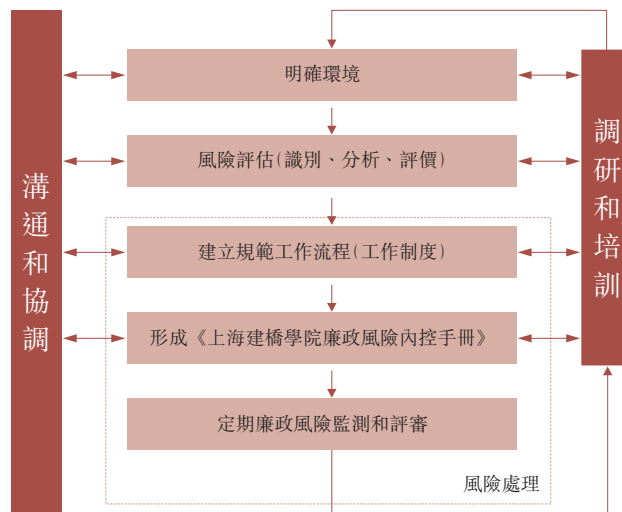 溝通和協調
明確環境
風險評估(識別、分析、評價)
建立規範工作流程(工作制度)
形成《上海建橋學院廉政風險內控手冊》
定期廉政風險監測和評審
風險處理
調研和培訓